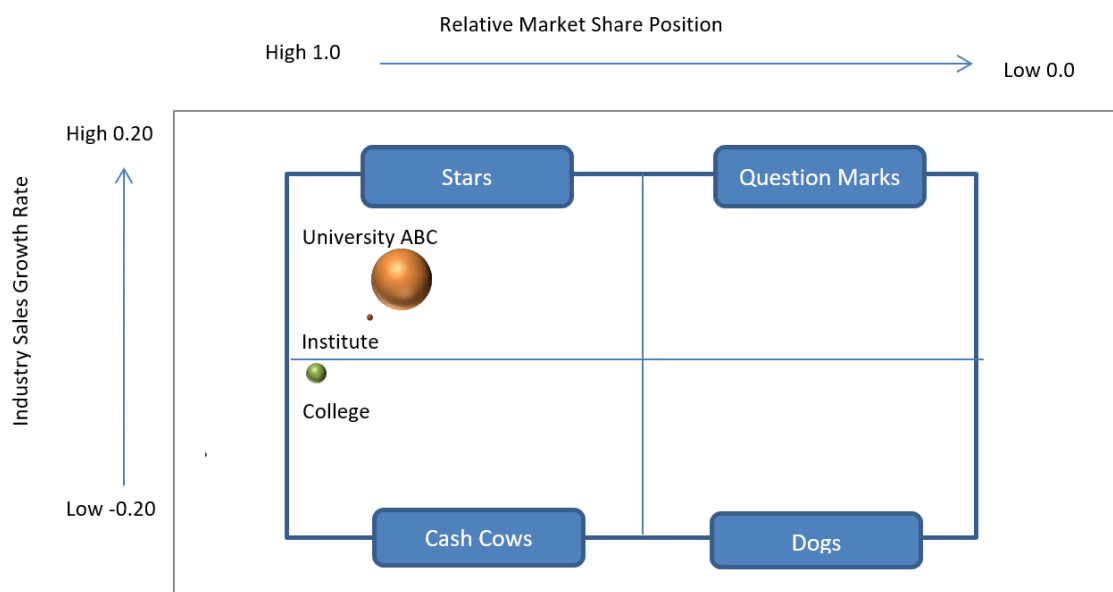 Relative Market Share Position
High 1.0
Low 0.0
High 0.20
Industry Sales Growth Rate
Stars
Question Marks
University ABC
Institute
College
Low -0.20
Cash Cows
Dogs